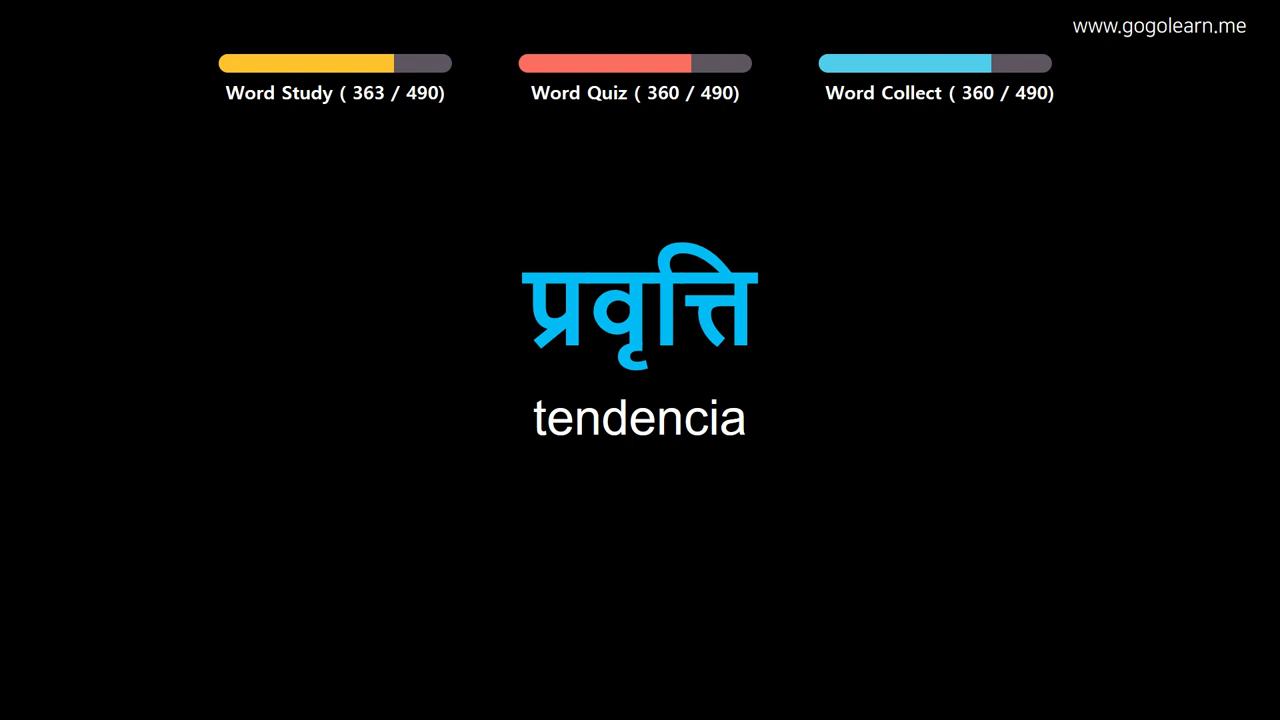 www.gogolearn.me
Word Study ( 363 / 490)
Word Quiz ( 360 / 490)
Word Collect ( 360 / 490)
प्रवृत्ति
tendencia